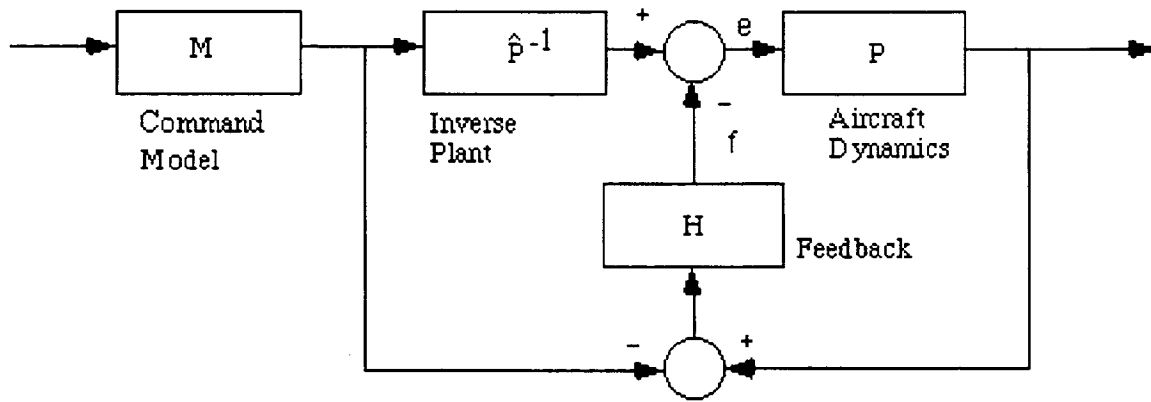 M
Command
Model
P̂⁻¹
Inverse
Plant
+
-
e
f
P
Aircraft
Dynamics
H
Feedback
-
+